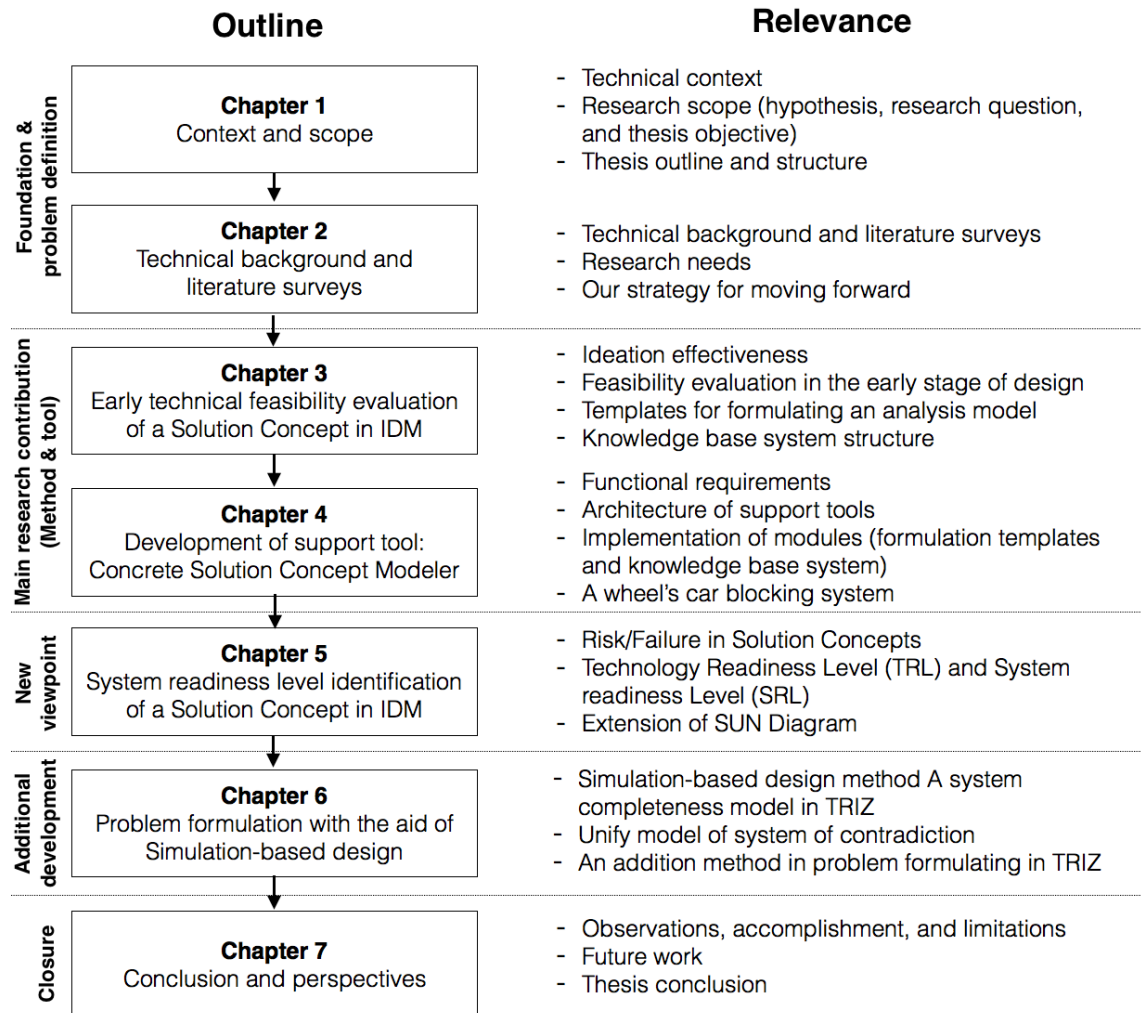 Outline
Relevance
Foundation &
problem definition
Chapter 1
Context and scope
- Technical context
- Research scope (hypothesis, research question,
and thesis objective)
- Thesis outline and structure
Chapter 2
Technical background and
literature surveys
- Technical background and literature surveys
- Research needs
- Our strategy for moving forward
Main research contribution
(Method & tool)
Chapter 3
Early technical feasibility evaluation
of a Solution Concept in IDM
- Ideation effectiveness
- Feasibility evaluation in the early stage of design
- Templates for formulating an analysis model
- Knowledge base system structure
Chapter 4
Development of support tool:
Concrete Solution Concept Modeler
- Functional requirements
- Architecture of support tools
- Implementation of modules (formulation templates
and knowledge base system)
- A wheel's car blocking system
New
viewpoint
Chapter 5
System readiness level identification
of a Solution Concept in IDM
- Risk/Failure in Solution Concepts
- Technology Readiness Level (TRL) and System
readiness Level (SRL)
- Extension of SUN Diagram
Additional
development
Chapter 6
Problem formulation with the aid of
Simulation-based design
- Simulation-based design method A system
completeness model in TRIZ
- Unify model of system of contradiction
- An addition method in problem formulating in TRIZ
Closure
Chapter 7
Conclusion and perspectives
- Observations, accomplishment, and limitations
- Future work
- Thesis conclusion